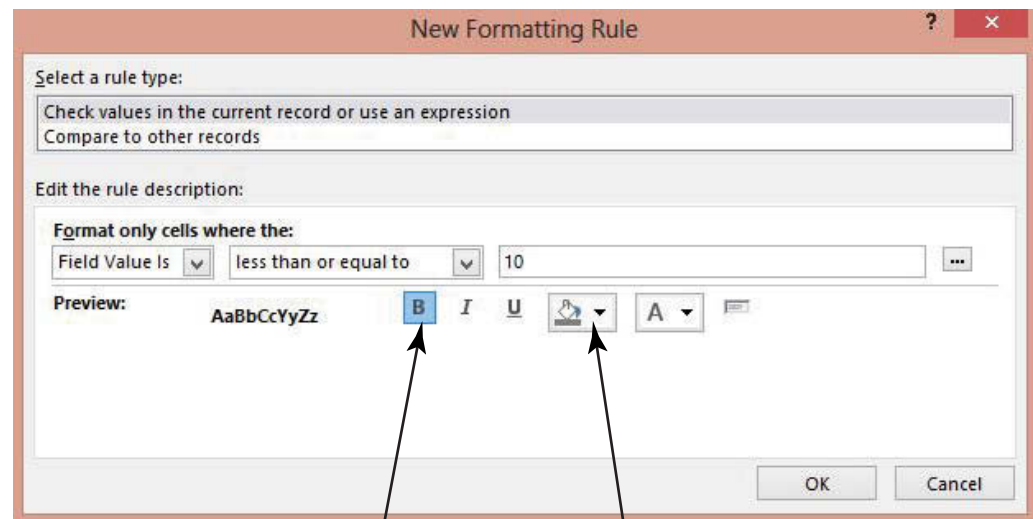 New Formatting Rule ? ×
Select a rule type:
Check values in the current record or use an expression
Compare to other records
Edit the rule description:
Format only cells where the:
Field Value Is less than or equal to 10 ...
Preview: AaBbCcYyZz B I U A
OK Cancel